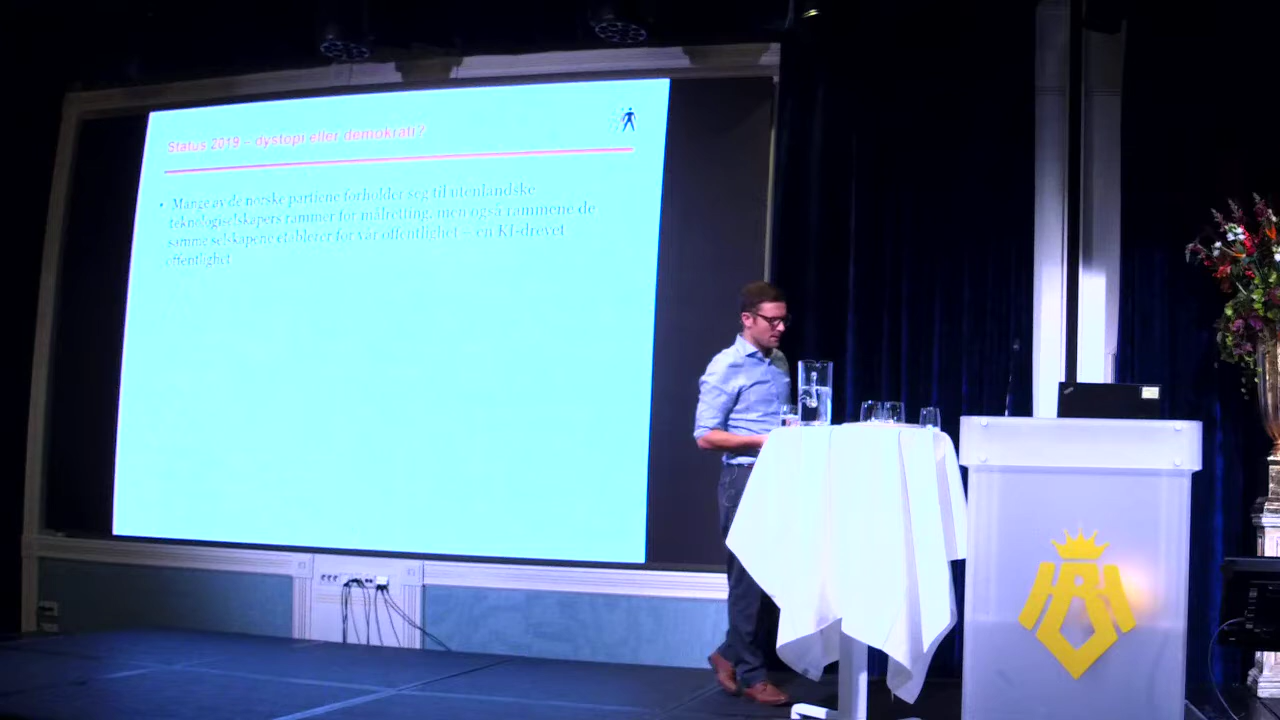 Status 2019 – dystopi eller demokrati?
• Mange av de norske partiene forholder seg til utenlandske
teknologiselskapers rammer for målretting, men også rammene de
samme selskapene etablerer for vår offentlighet – en KI-drevet
offentlighet